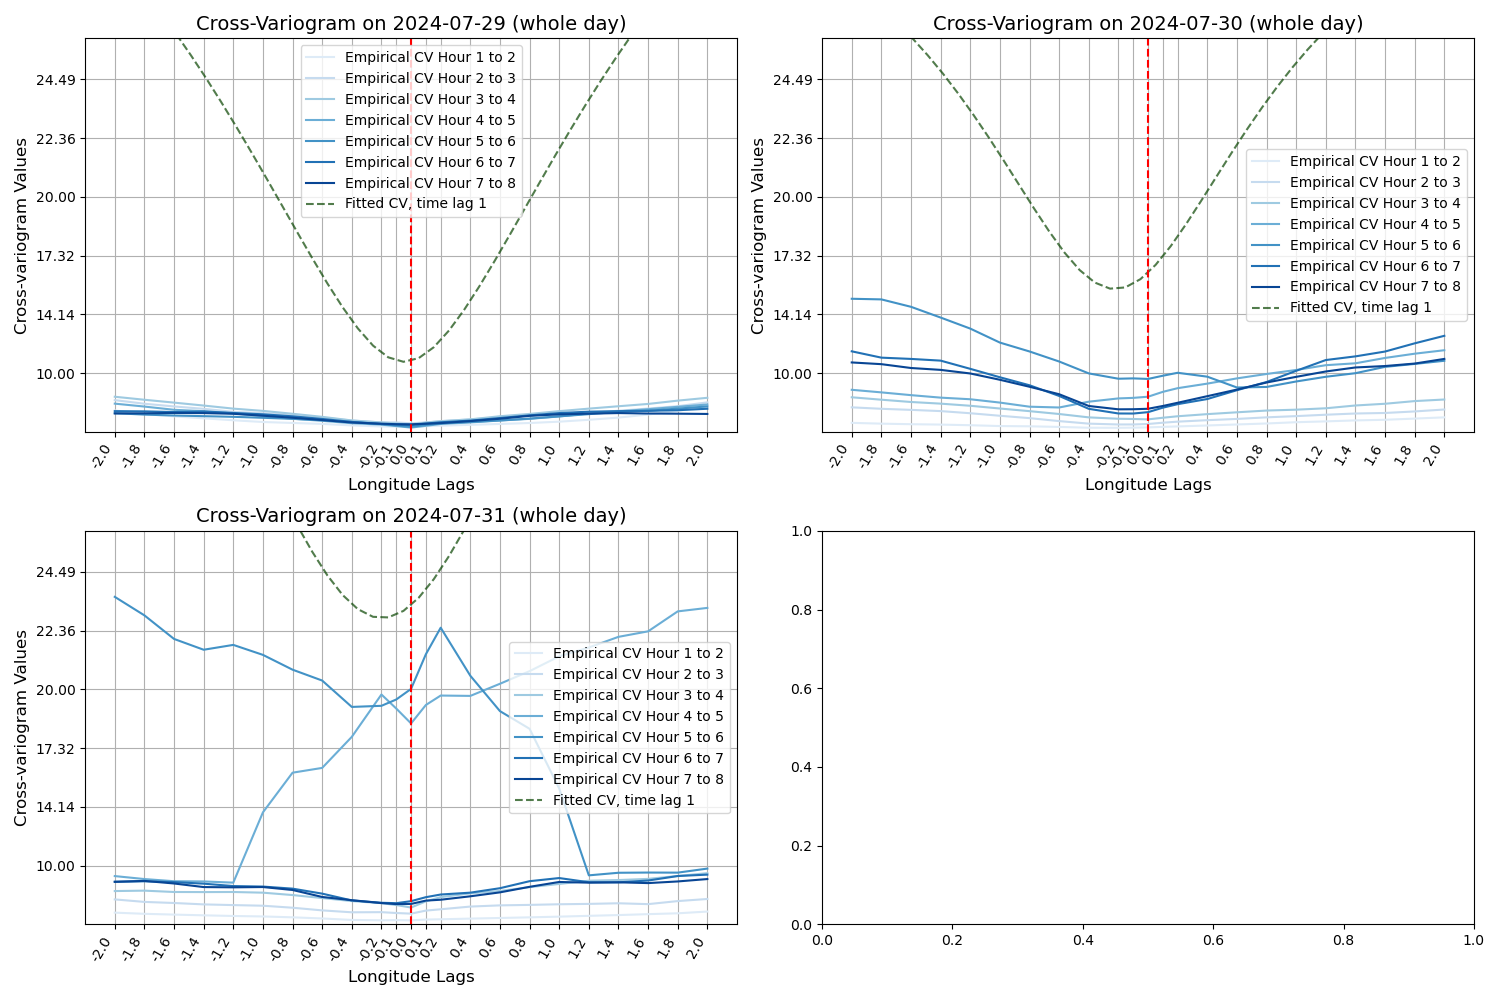 Cross-Variogram on 2024-07-29 (whole day)
Cross-variogram Values
24.49
22.36
20.00
17.32
14.14
10.00
Empirical CV Hour 1 to 2
Empirical CV Hour 2 to 3
Empirical CV Hour 3 to 4
Empirical CV Hour 4 to 5
Empirical CV Hour 5 to 6
Empirical CV Hour 6 to 7
Empirical CV Hour 7 to 8
Fitted CV, time lag 1
-2.0 -1.8 -1.6 -1.4 -1.2 -1.0 -0.8 -0.6 -0.4 -0.2 -0.1 0.0 0.1 0.2 0.4 0.6 0.8 1.0 1.2 1.4 1.6 1.8 2.0
Longitude Lags
Cross-Variogram on 2024-07-30 (whole day)
Cross-variogram Values
24.49
22.36
20.00
17.32
14.14
10.00
Empirical CV Hour 1 to 2
Empirical CV Hour 2 to 3
Empirical CV Hour 3 to 4
Empirical CV Hour 4 to 5
Empirical CV Hour 5 to 6
Empirical CV Hour 6 to 7
Empirical CV Hour 7 to 8
Fitted CV, time lag 1
-2.0 -1.8 -1.6 -1.4 -1.2 -1.0 -0.8 -0.6 -0.4 -0.2 -0.1 0.0 0.1 0.2 0.4 0.6 0.8 1.0 1.2 1.4 1.6 1.8 2.0
Longitude Lags
Cross-Variogram on 2024-07-31 (whole day)
Cross-variogram Values
24.49
22.36
20.00
17.32
14.14
10.00
Empirical CV Hour 1 to 2
Empirical CV Hour 2 to 3
Empirical CV Hour 3 to 4
Empirical CV Hour 4 to 5
Empirical CV Hour 5 to 6
Empirical CV Hour 6 to 7
Empirical CV Hour 7 to 8
Fitted CV, time lag 1
-2.0 -1.8 -1.6 -1.4 -1.2 -1.0 -0.8 -0.6 -0.4 -0.2 -0.1 0.0 0.1 0.2 0.4 0.6 0.8 1.0 1.2 1.4 1.6 1.8 2.0
Longitude Lags
1.0
0.8
0.6
0.4
0.2
0.0
0.0 0.2 0.4 0.6 0.8 1.0